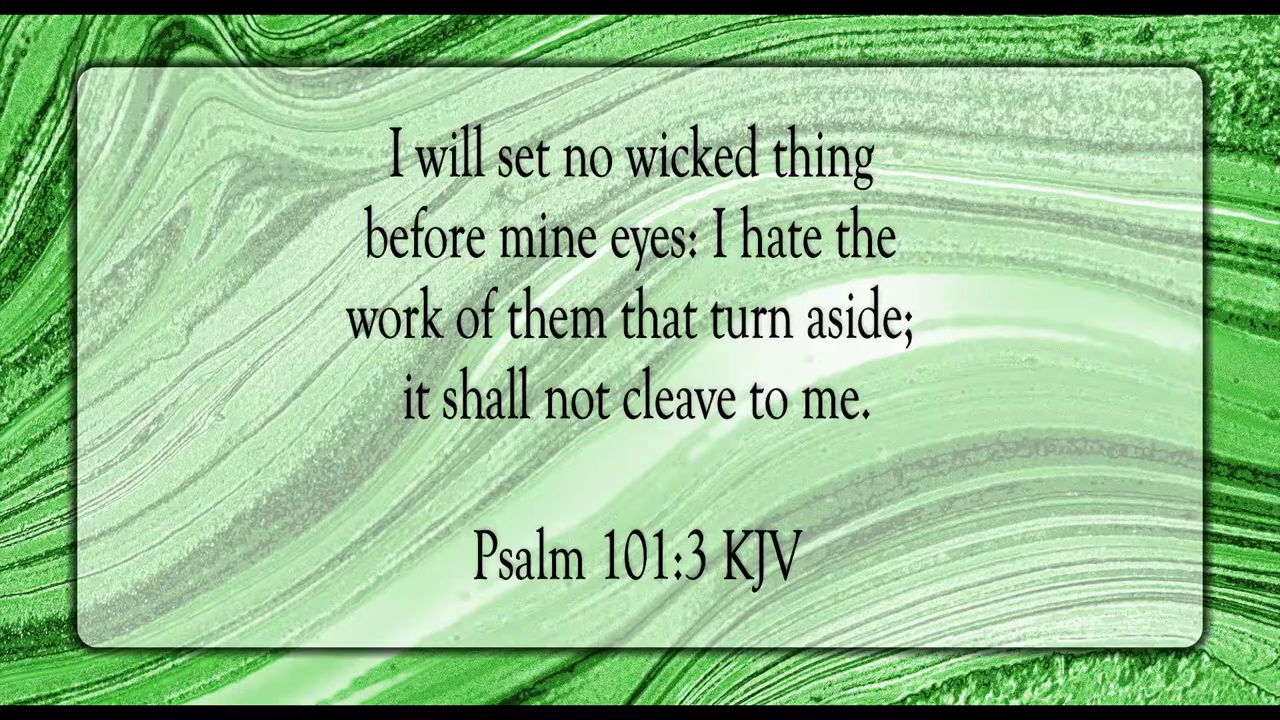 I will set no wicked thing
before mine eyes: I hate the
work of them that turn aside;
it shall not cleave to me.
Psalm 101:3 KJV